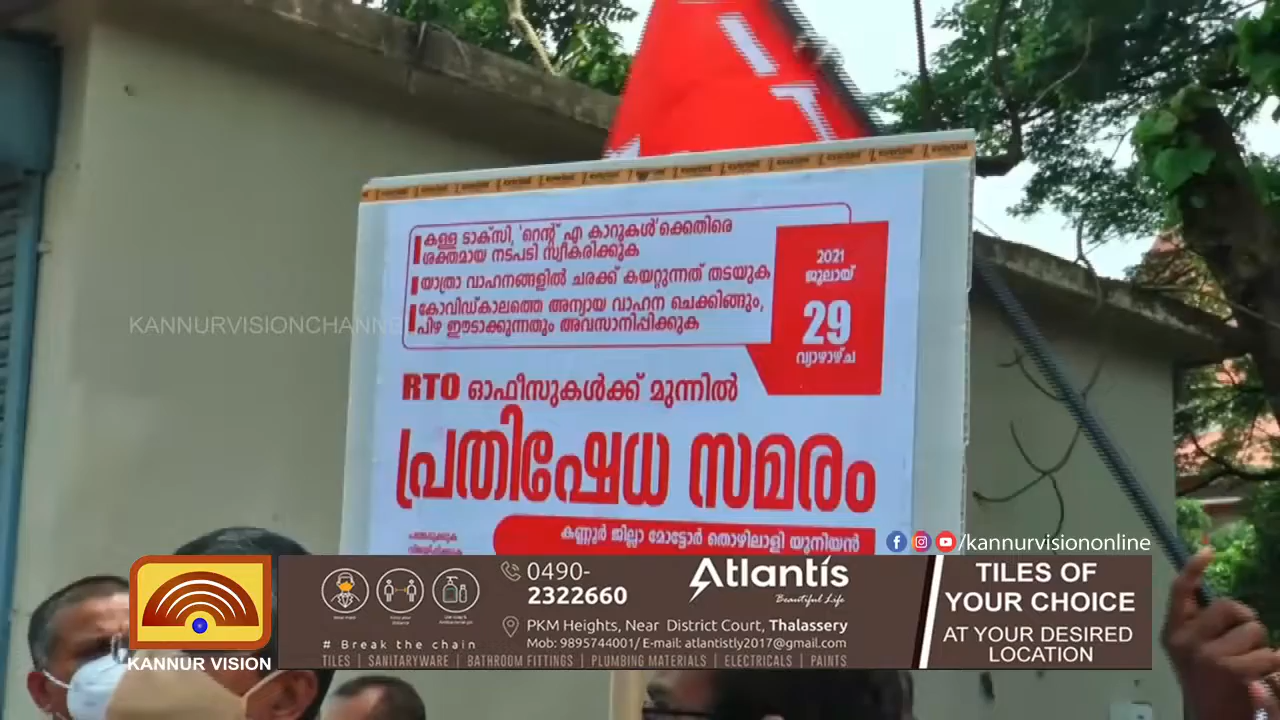 കള്ള ടാക്സി, 'റെന്റ് എ കാറുകൾ'ക്കെതിരെ
ശക്തമായ നടപടി സ്വീകരിക്കുക
യാത്രാ വാഹനങ്ങളിൽ ചരക്ക് കയറ്റുന്നത് തടയുക
കോവിഡ്കാലത്തെ അന്യായ വാഹന ചെക്കിങ്ങും,
പിഴ ഈടാക്കുന്നതും അവസാനിപ്പിക്കുക
2021
ജൂലായ്
29
വ്യാഴാഴ്ച
KANNURVISIONCHANNE
RTO ഓഫീസുകൾക്ക് മുന്നിൽ
പ്രതിഷേധ സമരം
കണ്ണൂർ ജില്ലാ മോട്ടോർ തൊഴിലാളി യൂനിയൻ
/kannurvisiononline
KANNUR VISION
# Break the chain
0490-
2322660
Atlantis
Beautiful Life
PKM Heights, Near District Court, Thalassery
Mob: 9895744001/ E-mail: atlantistly2017@gmail.com
TILES | SANITARYWARE | BATHROOM FITTINGS | PLUMBING MATERIALS | ELECTRICALS | PAINTS
TILES OF
YOUR CHOICE
AT YOUR DESIRED
LOCATION